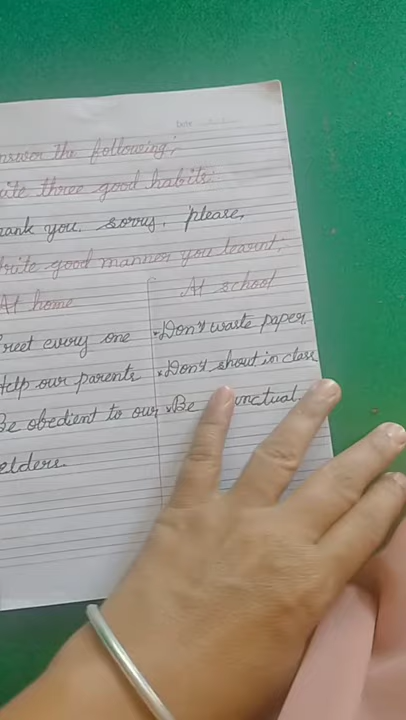 nswer the following;
ite three good habits:
ank you, sorry, please,
rite good manner you learnt;
At home
At school
reet every one
• Don't waste paper
Help our parents
• Don't shout in class
Be obedient to our
• Be unctual.
elders.